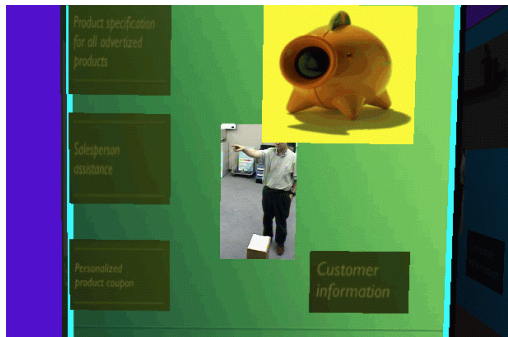 Product specification
for all advertized
products
Salesperson
assistance
Personalized
product coupon
Customer
information